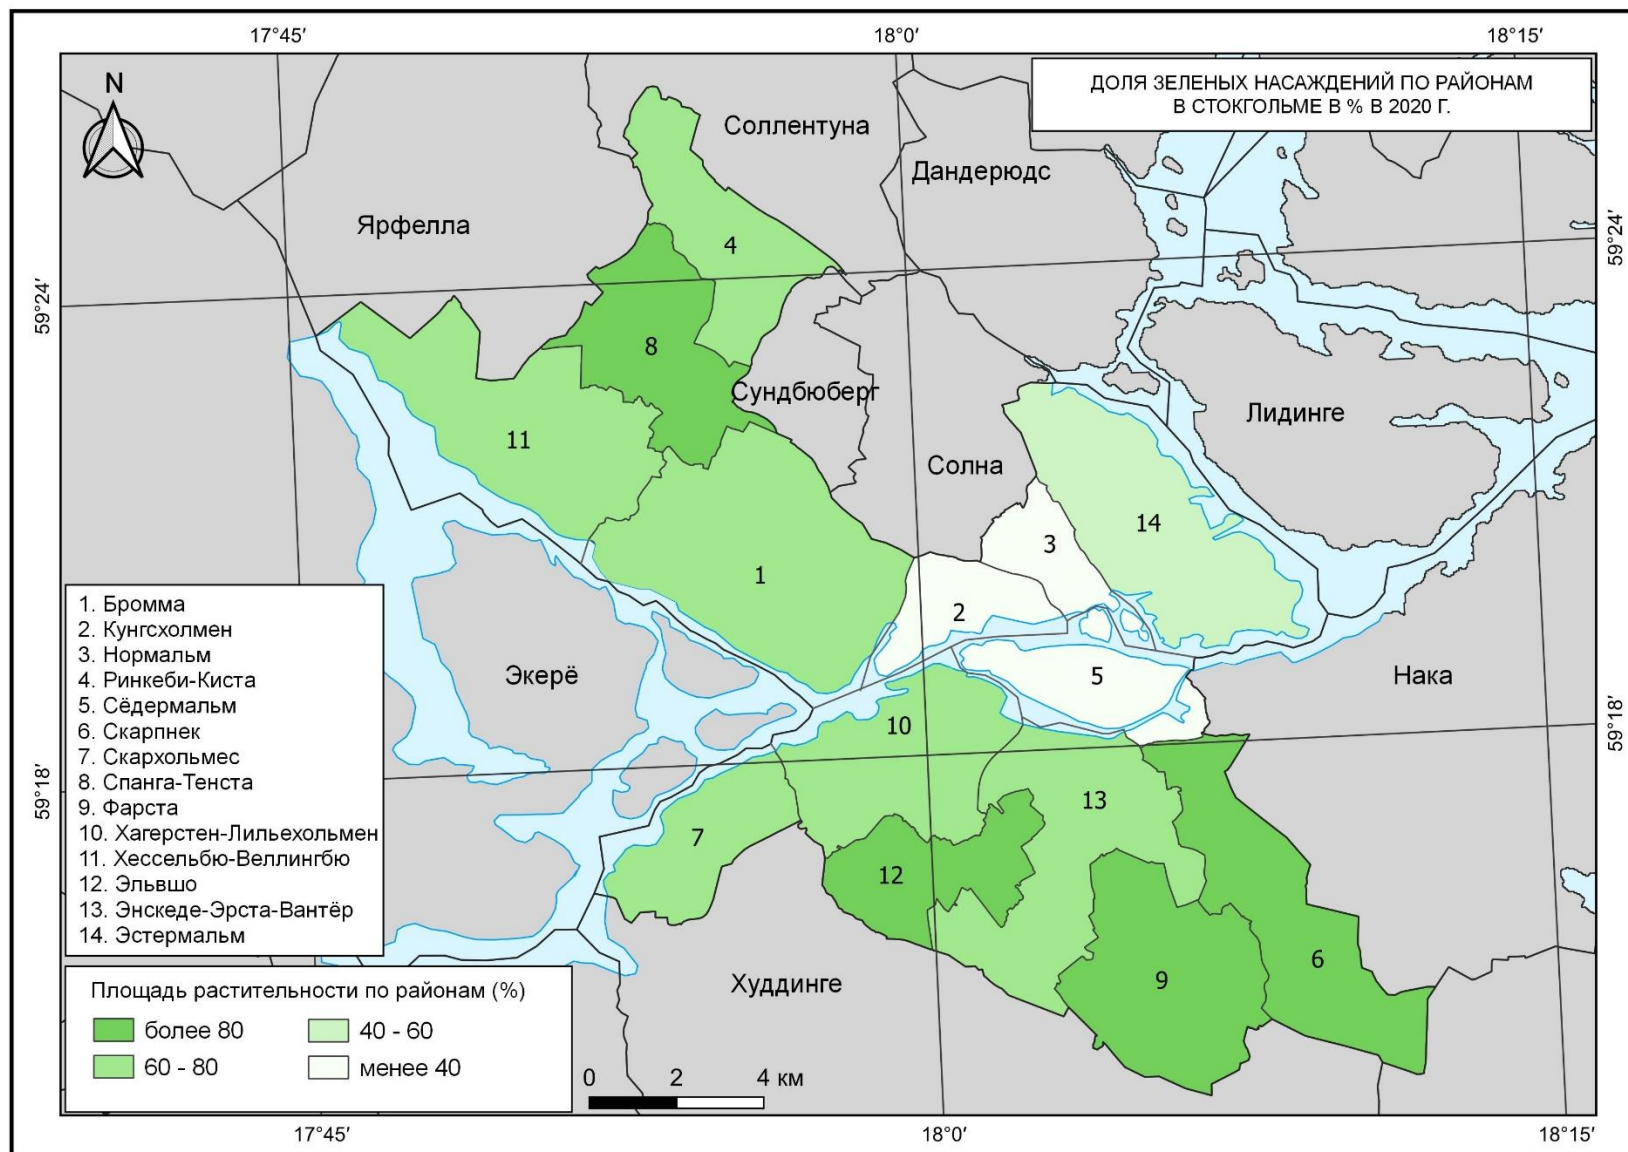 17°45′
18°0′
18°15′
N
ДОЛЯ ЗЕЛЕНЫХ НАСАЖДЕНИЙ ПО РАЙОНАМ
В СТОКГОЛЬМЕ В % В 2020 Г.
Соллентуна
Дандерюдс
Ярфелла
4
59°24′
59°24′
8
Сундбюберг
Лидинге
11
Солна
14
3
1
2
1. Бромма
2. Кунгсхолмен
3. Нормальм
4. Ринкеби-Киста
5. Сёдермальм
6. Скарпнек
7. Скархольмес
8. Спанга-Тенста
9. Фарста
10. Хагерстен-Лильехольмен
11. Хессельбю-Веллингбю
12. Эльвшо
13. Энскеде-Эрста-Вантёр
14. Эстермальм
Экерё
5
Нака
10
59°18′
59°18′
13
7
12
6
9
Худдинге
Площадь растительности по районам (%)
более 80
40 - 60
60 - 80
менее 40
0 2 4 км
17°45′
18°0′
18°15′